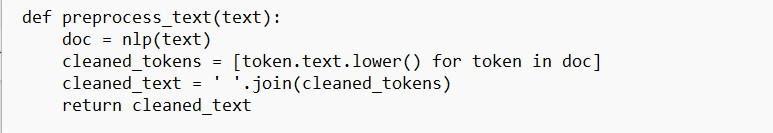 def preprocess_text(text):
    doc = nlp(text)
    cleaned_tokens = [token.text.lower() for token in doc]
    cleaned_text = ' '.join(cleaned_tokens)
    return cleaned_text